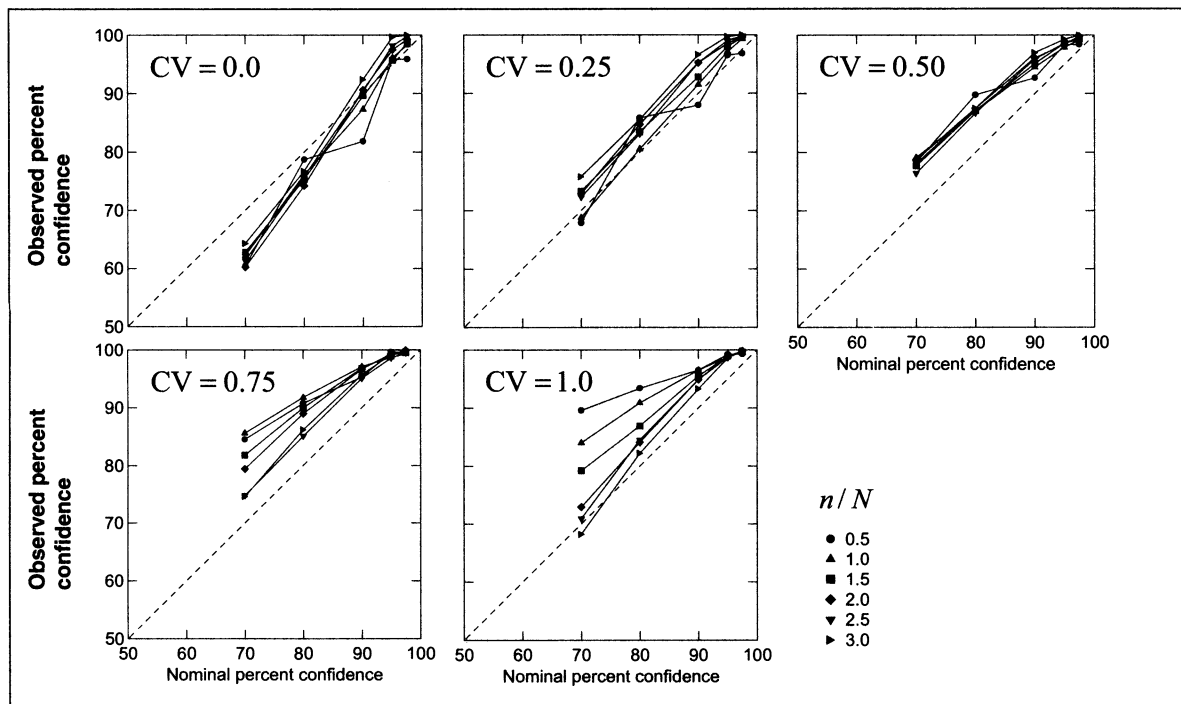 CV = 0.0
100
90
80
70
60
50
Observed percent
confidence
CV = 0.25
CV = 0.50
50 60 70 80 90 100
Nominal percent confidence
CV = 0.75
100
90
80
70
60
50
Observed percent
confidence
50 60 70 80 90 100
Nominal percent confidence
CV = 1.0
50 60 70 80 90 100
Nominal percent confidence
n / N
0.5
1.0
1.5
2.0
2.5
3.0